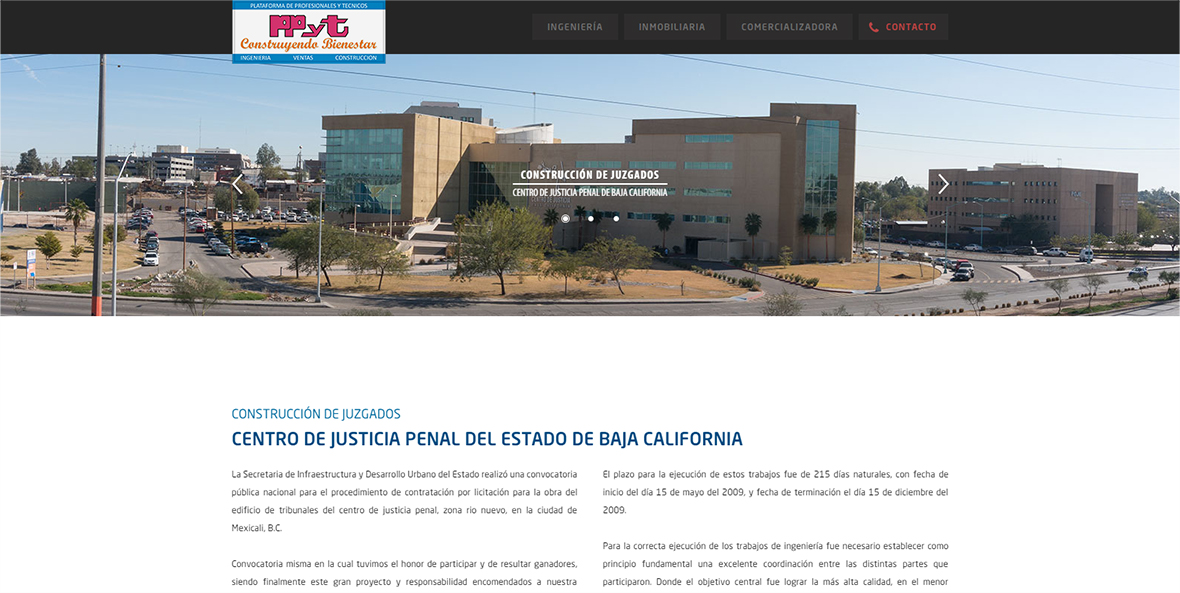 PLATAFORMA DE PROFESIONALES Y TECNICOS
ppyt
Construyendo Bienestar
INGENIERIA VENTAS CONSTRUCCIÓN
INGENIERÍA INMOBILIARIA COMERCIALIZADORA CONTACTO
CONSTRUCCIÓN DE JUZGADOS
CENTRO DE JUSTICIA PENAL DE BAJA CALIFORNIA
CONSTRUCCIÓN DE JUZGADOS
CENTRO DE JUSTICIA PENAL DEL ESTADO DE BAJA CALIFORNIA
La Secretaria de Infraestructura y Desarrollo Urbano del Estado realizó una convocatoria
pública nacional para el procedimiento de contratación por licitación para la obra del
edificio de tribunales del centro de justicia penal, zona rio nuevo, en la ciudad de
Mexicali, B.C.
Convocatoria misma en la cual tuvimos el honor de participar y de resultar ganadores,
siendo finalmente este gran proyecto y responsabilidad encomendados a nuestra
El plazo para la ejecución de estos trabajos fue de 215 días naturales, con fecha de
inicio del día 15 de mayo del 2009, y fecha de terminación el día 15 de diciembre del
2009.
Para la correcta ejecución de los trabajos de ingeniería fue necesario establecer como
principio fundamental una excelente coordinación entre las distintas partes que
participaron. Donde el objetivo central fue lograr la más alta calidad, en el menor